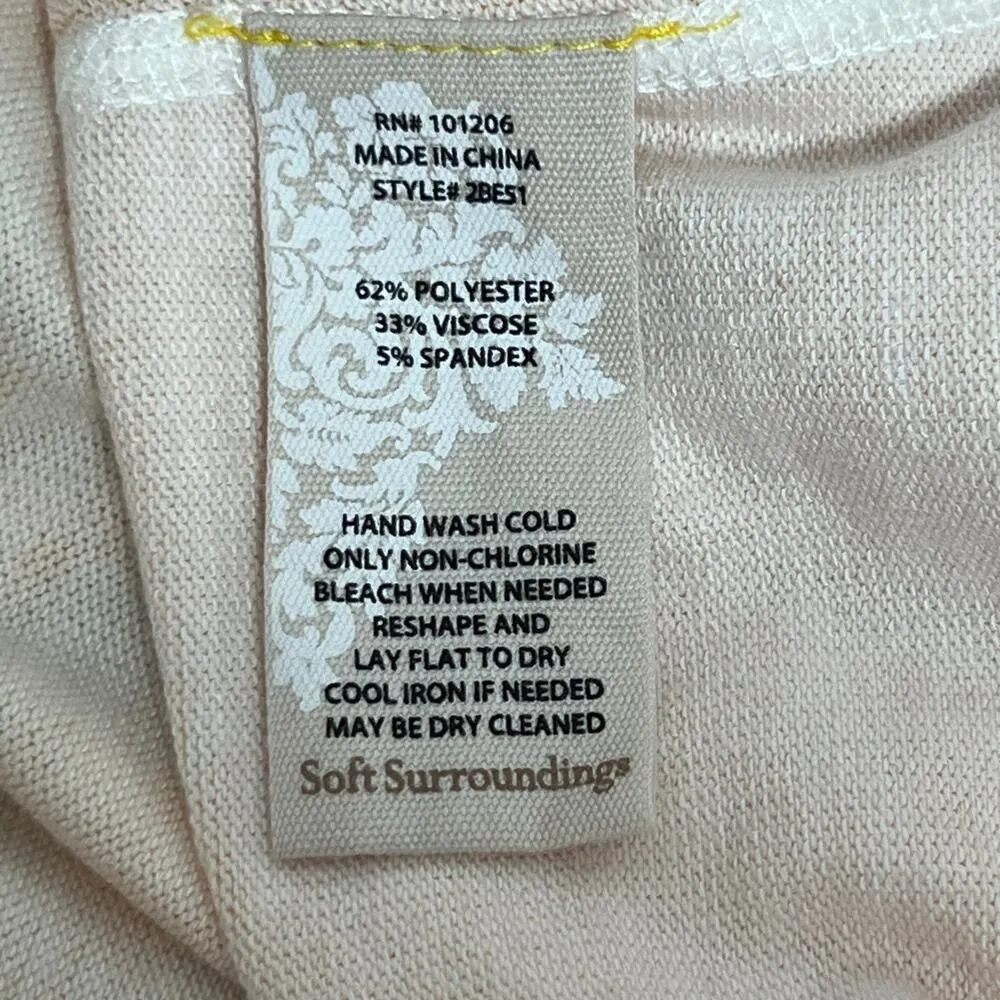 RN# 101206
MADE IN CHINA
STYLE# 2BE51
62% POLYESTER
33% VISCOSE
5% SPANDEX
HAND WASH COLD
ONLY NON-CHLORINE
BLEACH WHEN NEEDED
RESHAPE AND
LAY FLAT TO DRY
COOL IRON IF NEEDED
MAY BE DRY CLEANED
Soft Surroundings